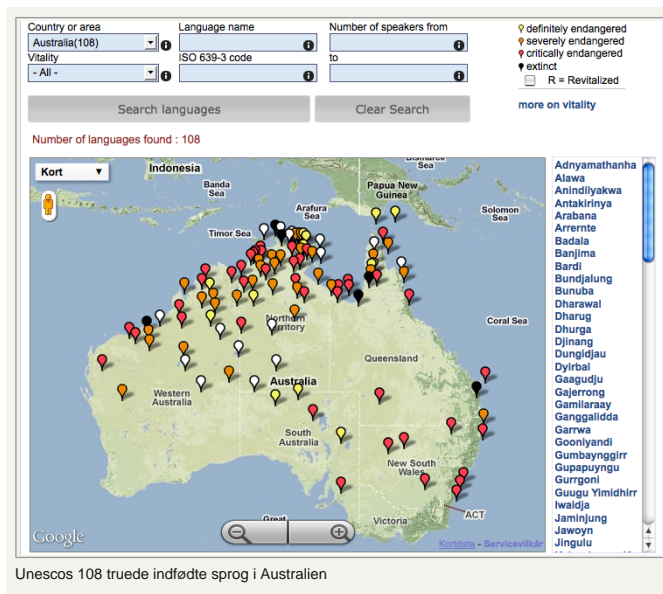 Country or area
Language name
Number of speakers from
Australia(108)
Vitality
ISO 639-3 code
to
- All -
definitely endangered
severely endangered
critically endangered
extinct
R = Revitalized
more on vitality
Search languages
Clear Search
Number of languages found : 108
Kort
Indonesia
Banda
Sea
Papua New
Guinea
Sea
Arafura
Sea
Solomon
Sea
Timor Sea
Coral Sea
Northern
Territory
Queensland
Western
Australia
Australia
South
Australia
New South
Wales
Great
Victoria
ACT
Google
Kortdata - Servicevilkår
Adnyamathanha
Alawa
Anindilyakwa
Antakirinya
Arabana
Arrernte
Badala
Banjima
Bardi
Bundjalung
Bunuba
Dharawal
Dharug
Dhurga
Djinang
Dungidjau
Dyirbal
Gaagudju
Gajerrong
Gamilaraay
Ganggalidda
Garrwa
Gooniyandi
Gumbaynggirr
Gupapuyngu
Gurrgoni
Guugu Yimidhirr
Iwaidja
Jaminjung
Jawoyn
Jingulu
Unescos 108 truede indfødte sprog i Australien